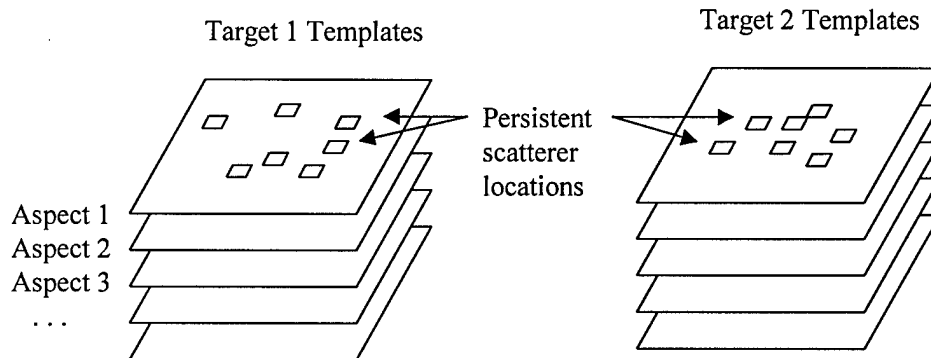 Target 1 Templates
Target 2 Templates
Persistent
scatterer
locations
Aspect 1
Aspect 2
Aspect 3
. . .